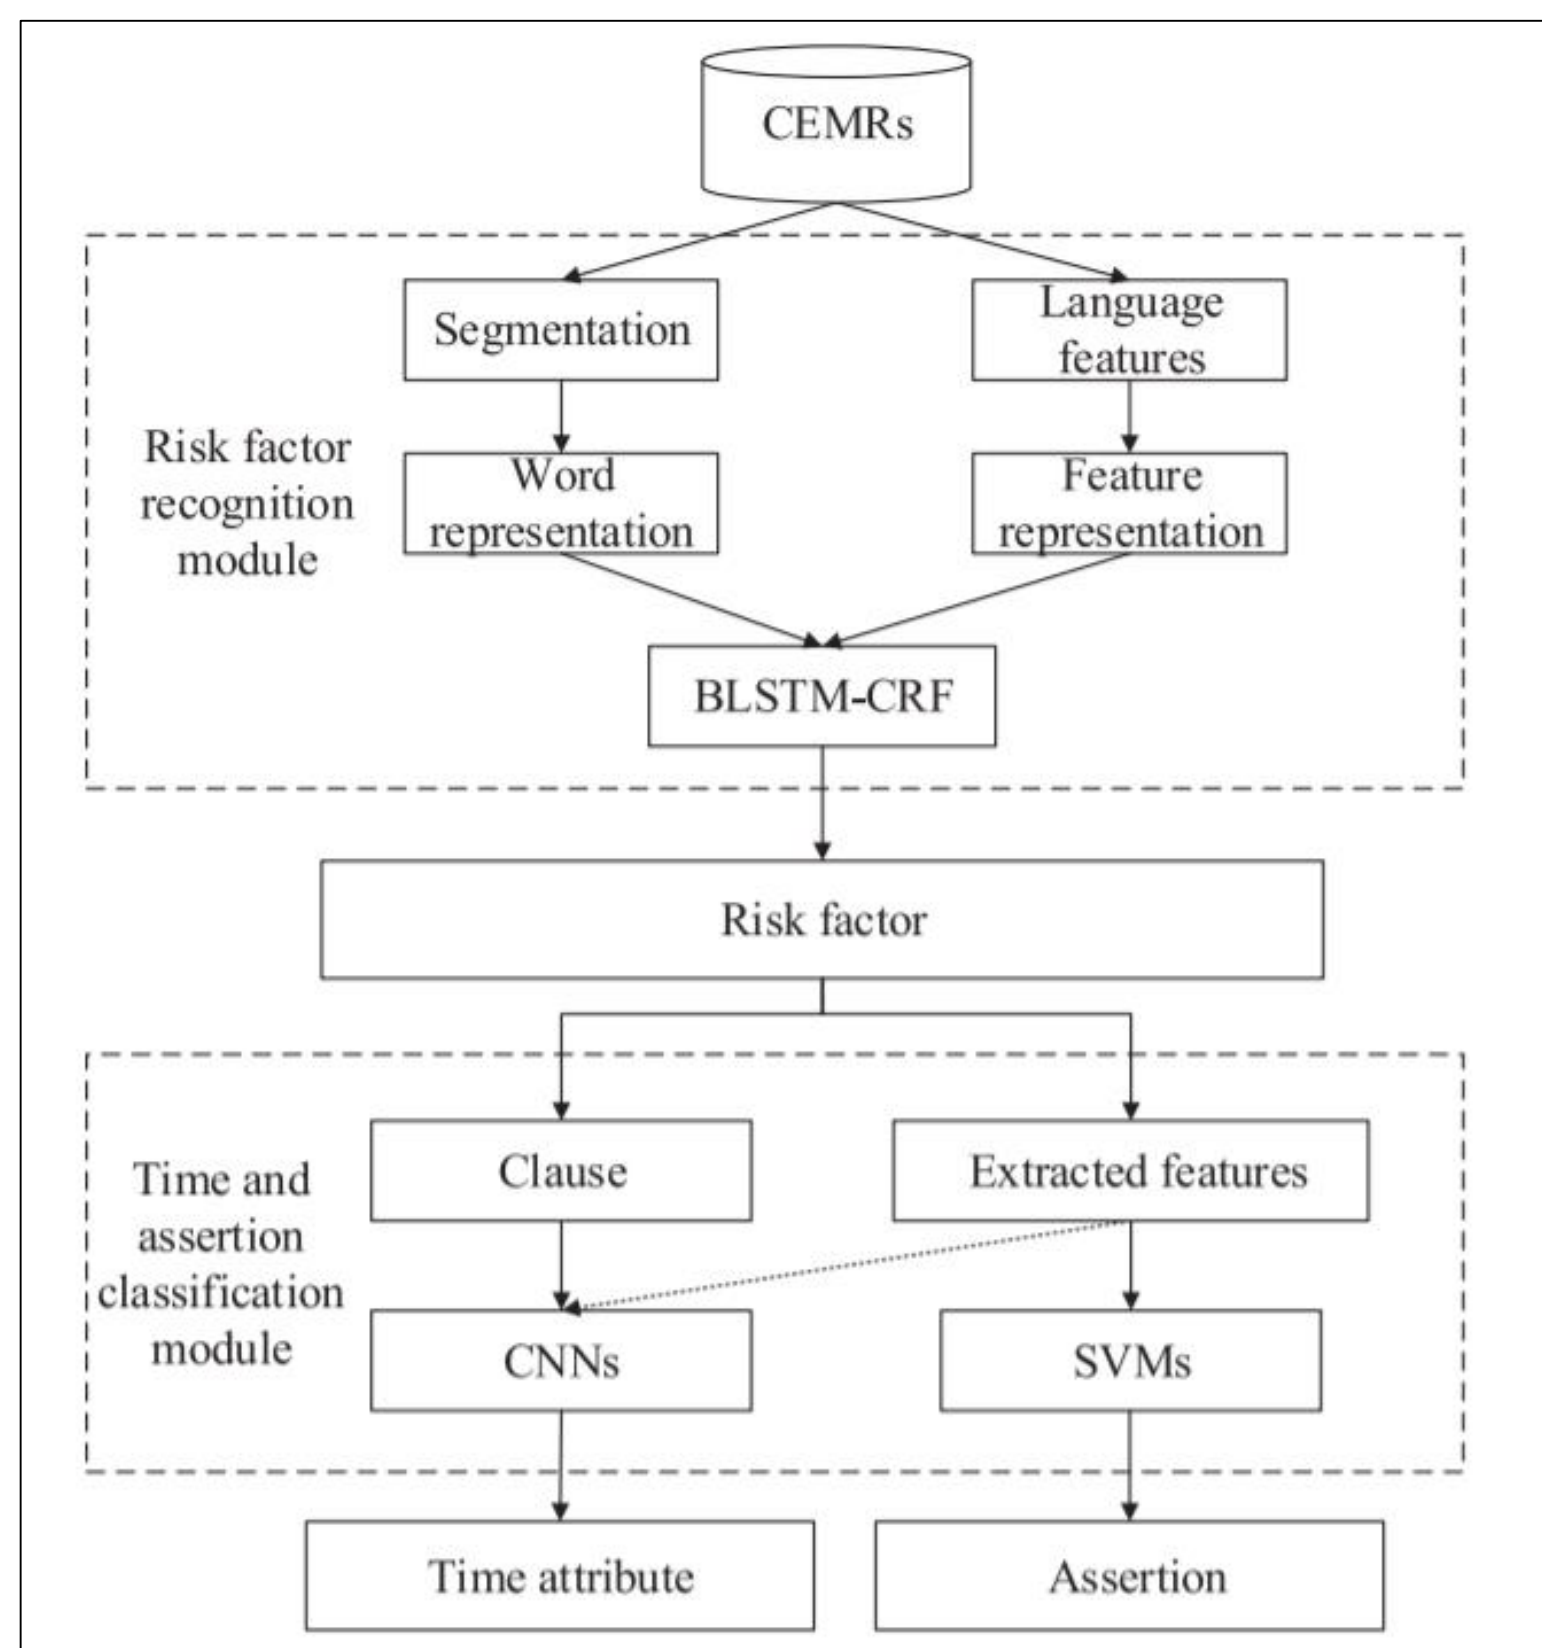 CEMRs
Segmentation
Language
features
Risk factor
recognition
module
Word
representation
Feature
representation
BLSTM-CRF
Risk factor
Time and
assertion
classification
module
Clause
Extracted features
CNNs
SVMs
Time attribute
Assertion